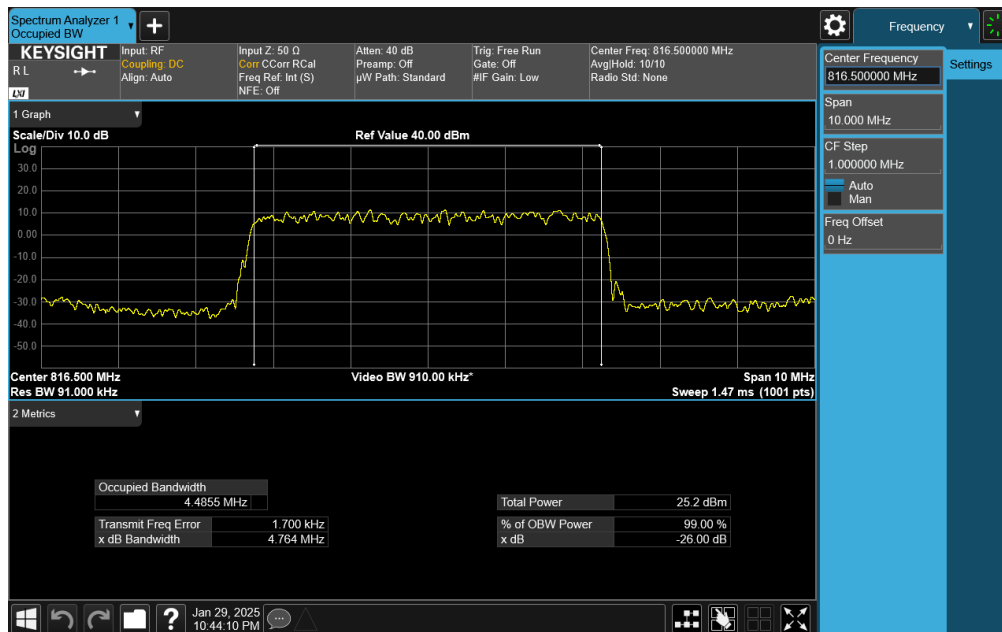 Spectrum Analyzer 1
Occupied BW
Frequency
KEYSIGHT
R L
LXI
Input: RF
Coupling: DC
Align: Auto
Input Z: 50 Ω
Corr CCorr RCal
Freq Ref: Int (S)
NFE: Off
Atten: 40 dB
Preamp: Off
µW Path: Standard
Trig: Free Run
Gate: Off
#IF Gain: Low
Center Freq: 816.500000 MHz
Avg|Hold: 10/10
Radio Std: None
Center Frequency
816.500000 MHz
Settings
Span
10.000 MHz
CF Step
1.000000 MHz
Auto
Man
Freq Offset
0 Hz
1 Graph
Scale/Div 10.0 dB
Ref Value 40.00 dBm
Log
30.0
20.0
10.0
0.00
-10.0
-20.0
-30.0
-40.0
-50.0
Center 816.500 MHz
Video BW 910.00 kHz*
Span 10 MHz
Res BW 91.000 kHz
Sweep 1.47 ms (1001 pts)
2 Metrics
Occupied Bandwidth
4.4855 MHz
Total Power 25.2 dBm
Transmit Freq Error 1.700 kHz
% of OBW Power 99.00 %
x dB Bandwidth 4.764 MHz
x dB -26.00 dB
?
Jan 29, 2025
10:44:10 PM